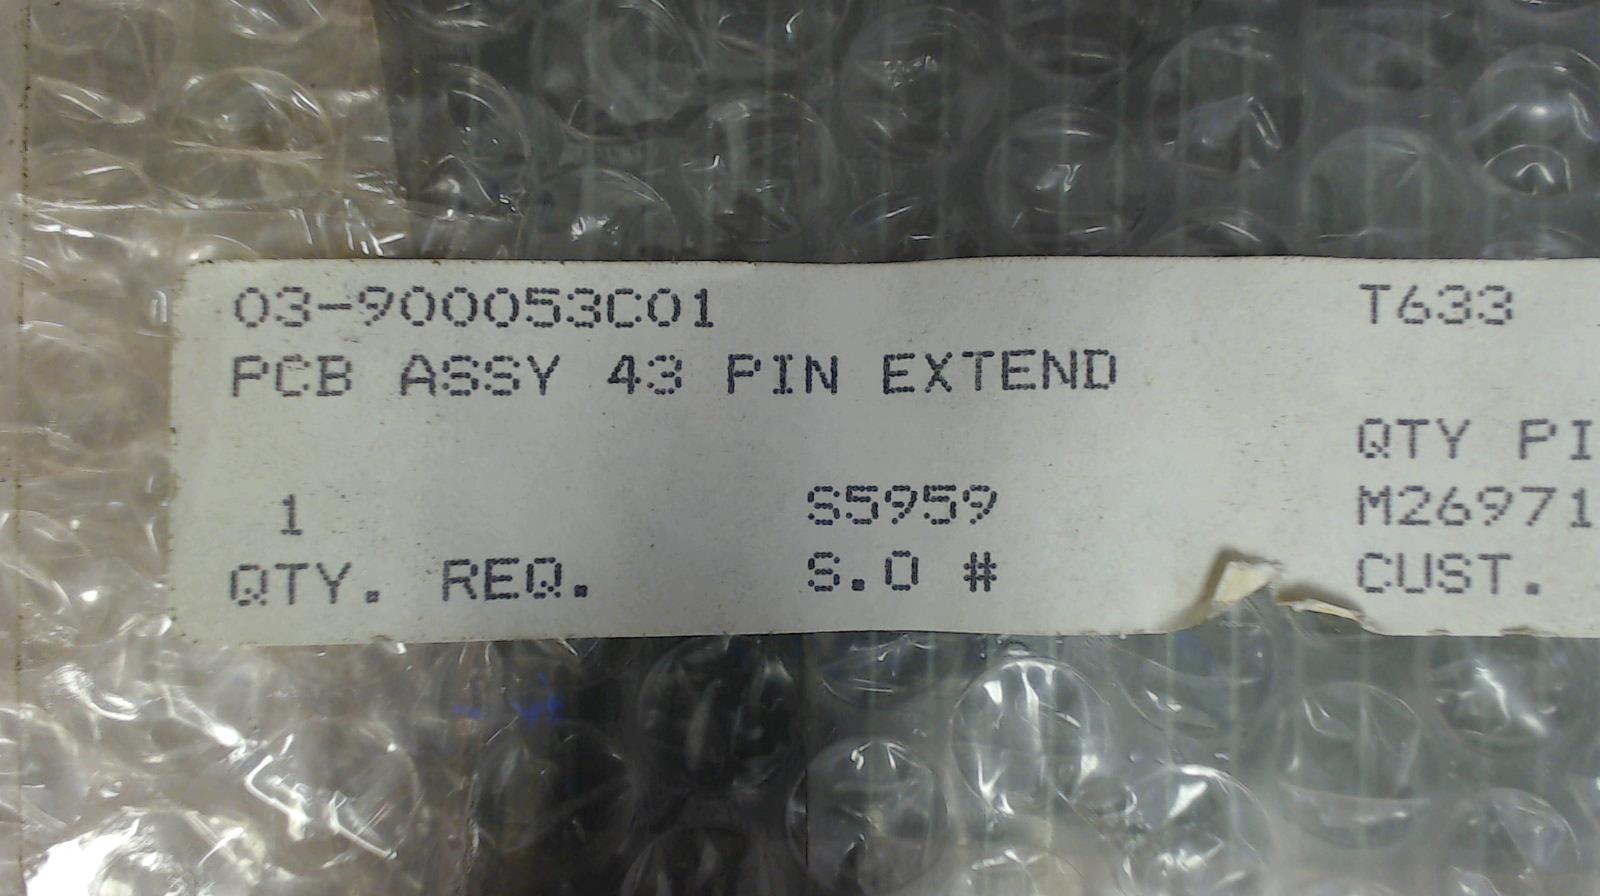 03-900053C01 T633
PCB ASSY 43 PIN EXTEND
QTY PI
1 S5959 M26971
QTY. REQ. S.O # CUST.